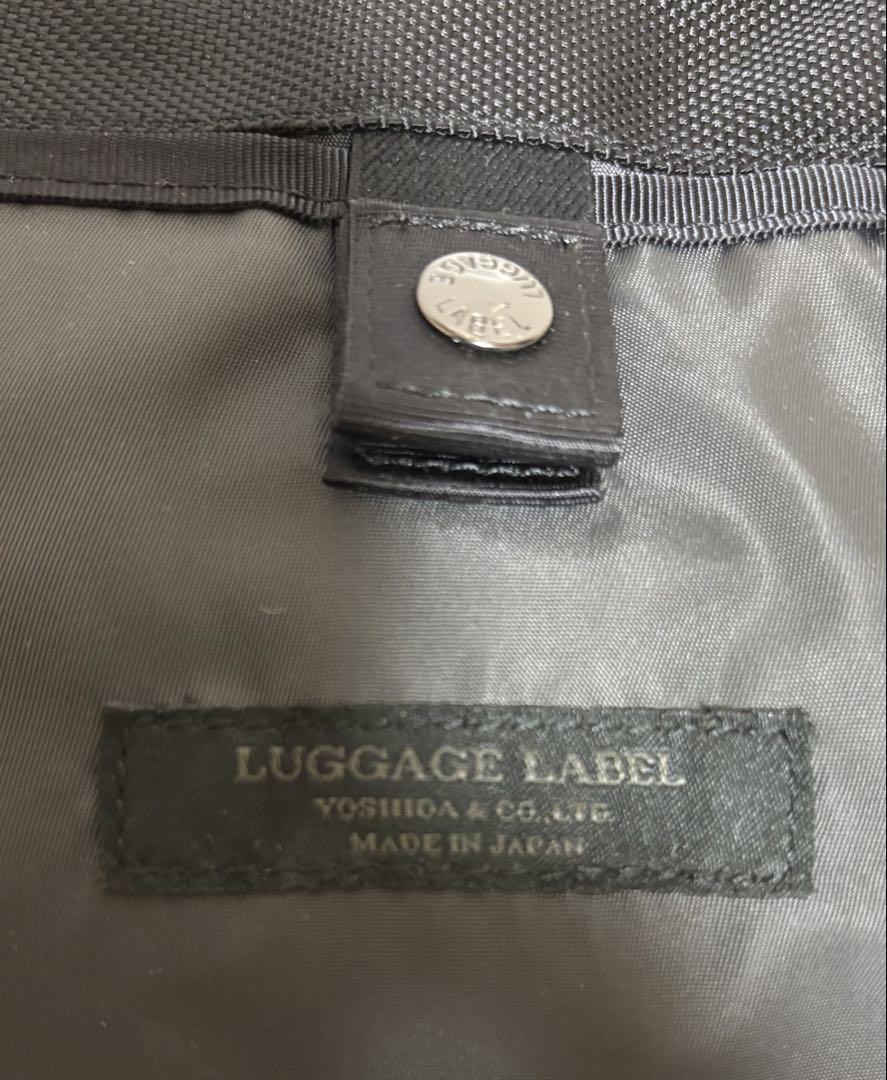 LUGGAGE
LABEL
LUGGAGE LABEL
YOSHIDA & CO.,LTD.
MADE IN JAPAN